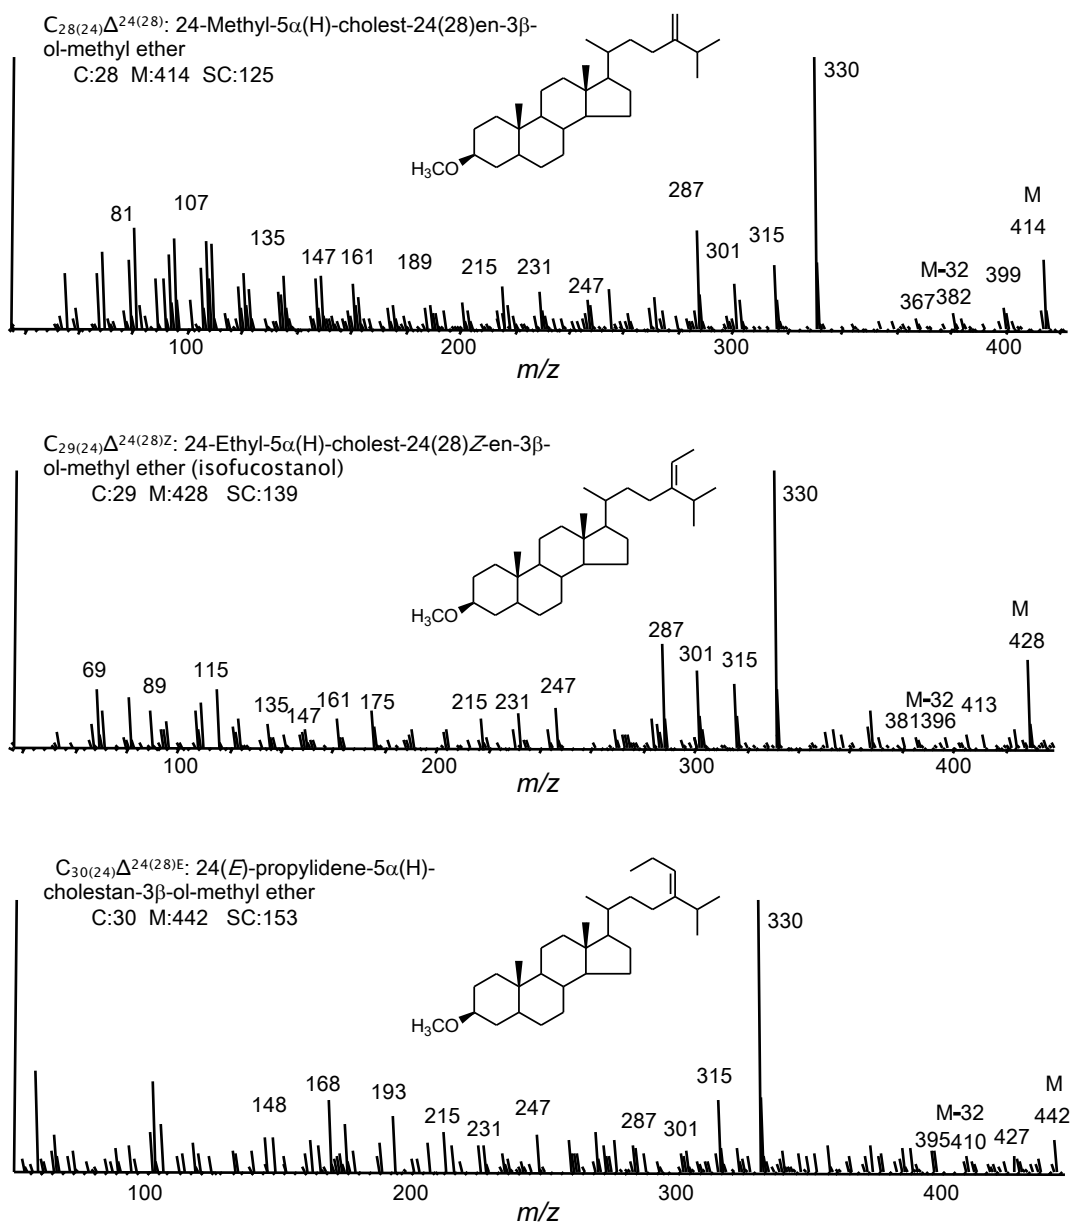 C28(24)Δ24(28): 24-Methyl-5α(H)-cholest-24(28)en-3β-
ol-methyl ether
C:28 M:414 SC:125
H3CO
81
107
135
147
161
189
215
231
247
287
301
315
330
367
M-32
382
399
M
414
100
200
300
400
m/z
C29(24)Δ24(28)Z: 24-Ethyl-5α(H)-cholest-24(28)Z-en-3β-
ol-methyl ether (isofucostanol)
C:29 M:428 SC:139
H3CO
69
89
115
135
147
161
175
215
231
247
287
301
315
330
381
M-32
396
413
M
428
100
200
300
400
m/z
C30(24)Δ24(28)E: 24(E)-propylidene-5α(H)-
cholestan-3β-ol-methyl ether
C:30 M:442 SC:153
H3CO
148
168
193
215
231
247
287
301
315
330
395
M-32
410
427
M
442
100
200
300
400
m/z